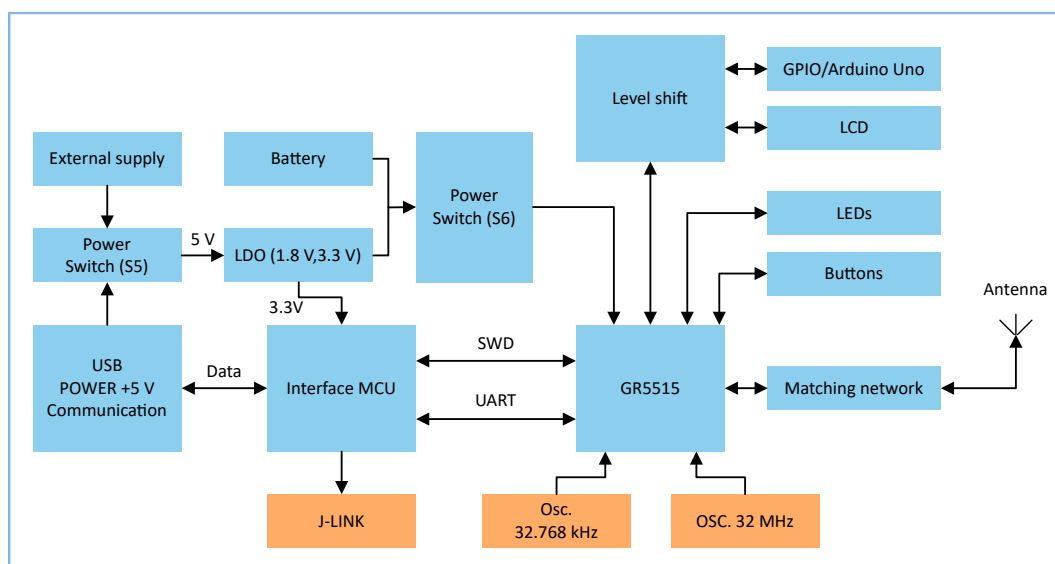 GPIO/Arduino Uno
Level shift
LCD
External supply
Battery
Power
Switch (S6)
LEDs
5 V
Power
Switch (S5)
LDO (1.8 V,3.3 V)
Buttons
3.3V
Antenna
USB
POWER +5 V
Communication
Data
Interface MCU
SWD
UART
GR5515
Matching network
J-LINK
Osc.
32.768 kHz
OSC. 32 MHz